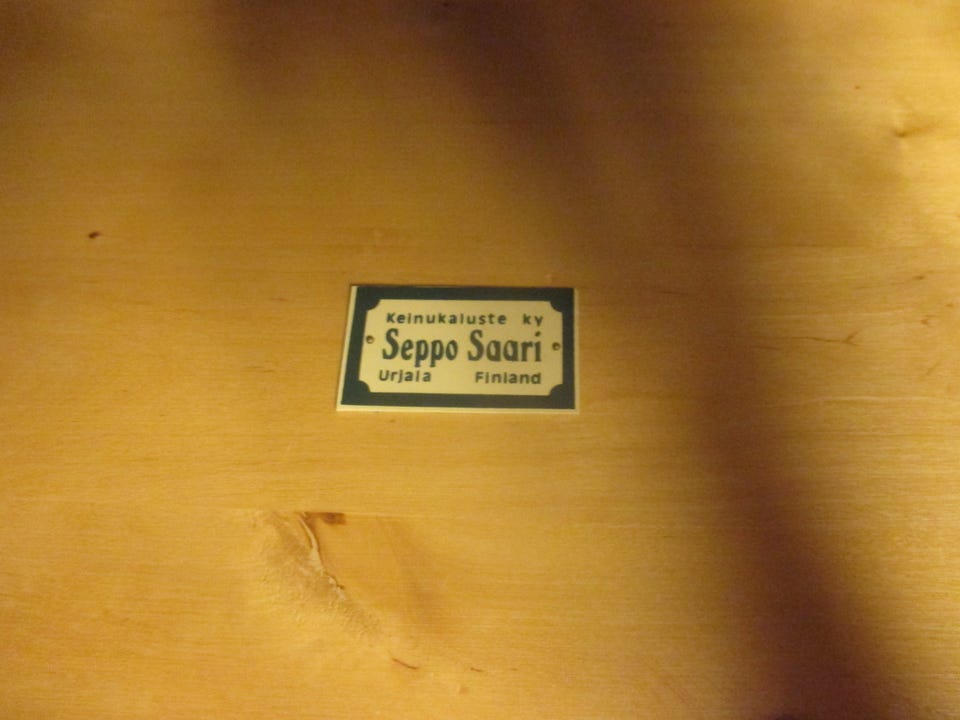 Keinukaluste ky
Seppo Saari
Urjala Finland